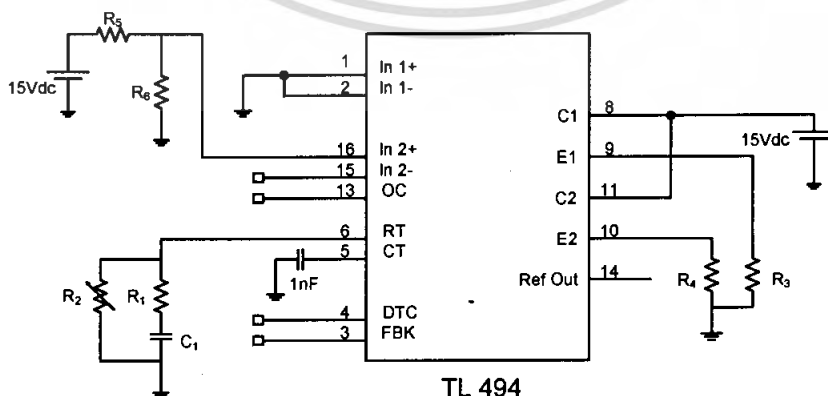 R5
15Vdc
R6
1 In 1+
2 In 1-
16 In 2+
15 In 2-
13 OC
6 RT
5 CT
1nF
R2
R1
C1
4 DTC
3 FBK
C1 8
15Vdc
E1 9
C2 11
E2 10
Ref Out 14
R4
R3
TL 494